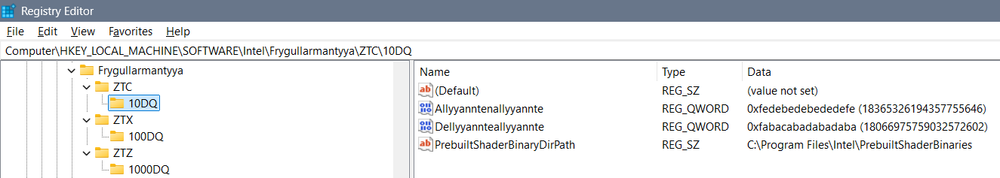 Registry Editor
File Edit View Favorites Help
Computer\HKEY_LOCAL_MACHINE\SOFTWARE\Intel\Frygullarmantyya\ZTC\10DQ
Frygullarmantyya
ZTC
10DQ
ZTX
100DQ
ZTZ
1000DQ
Name Type Data
ab (Default) REG_SZ (value not set)
Allyyanntenallyyannte REG_QWORD 0xfedebedebededefe (18365326194357755646)
Dellyyannteallyyannte REG_QWORD 0xfabacabadabadaba (18066975759032572602)
ab PrebuiltShaderBinaryDirPath REG_SZ C:\Program Files\Intel\PrebuiltShaderBinaries